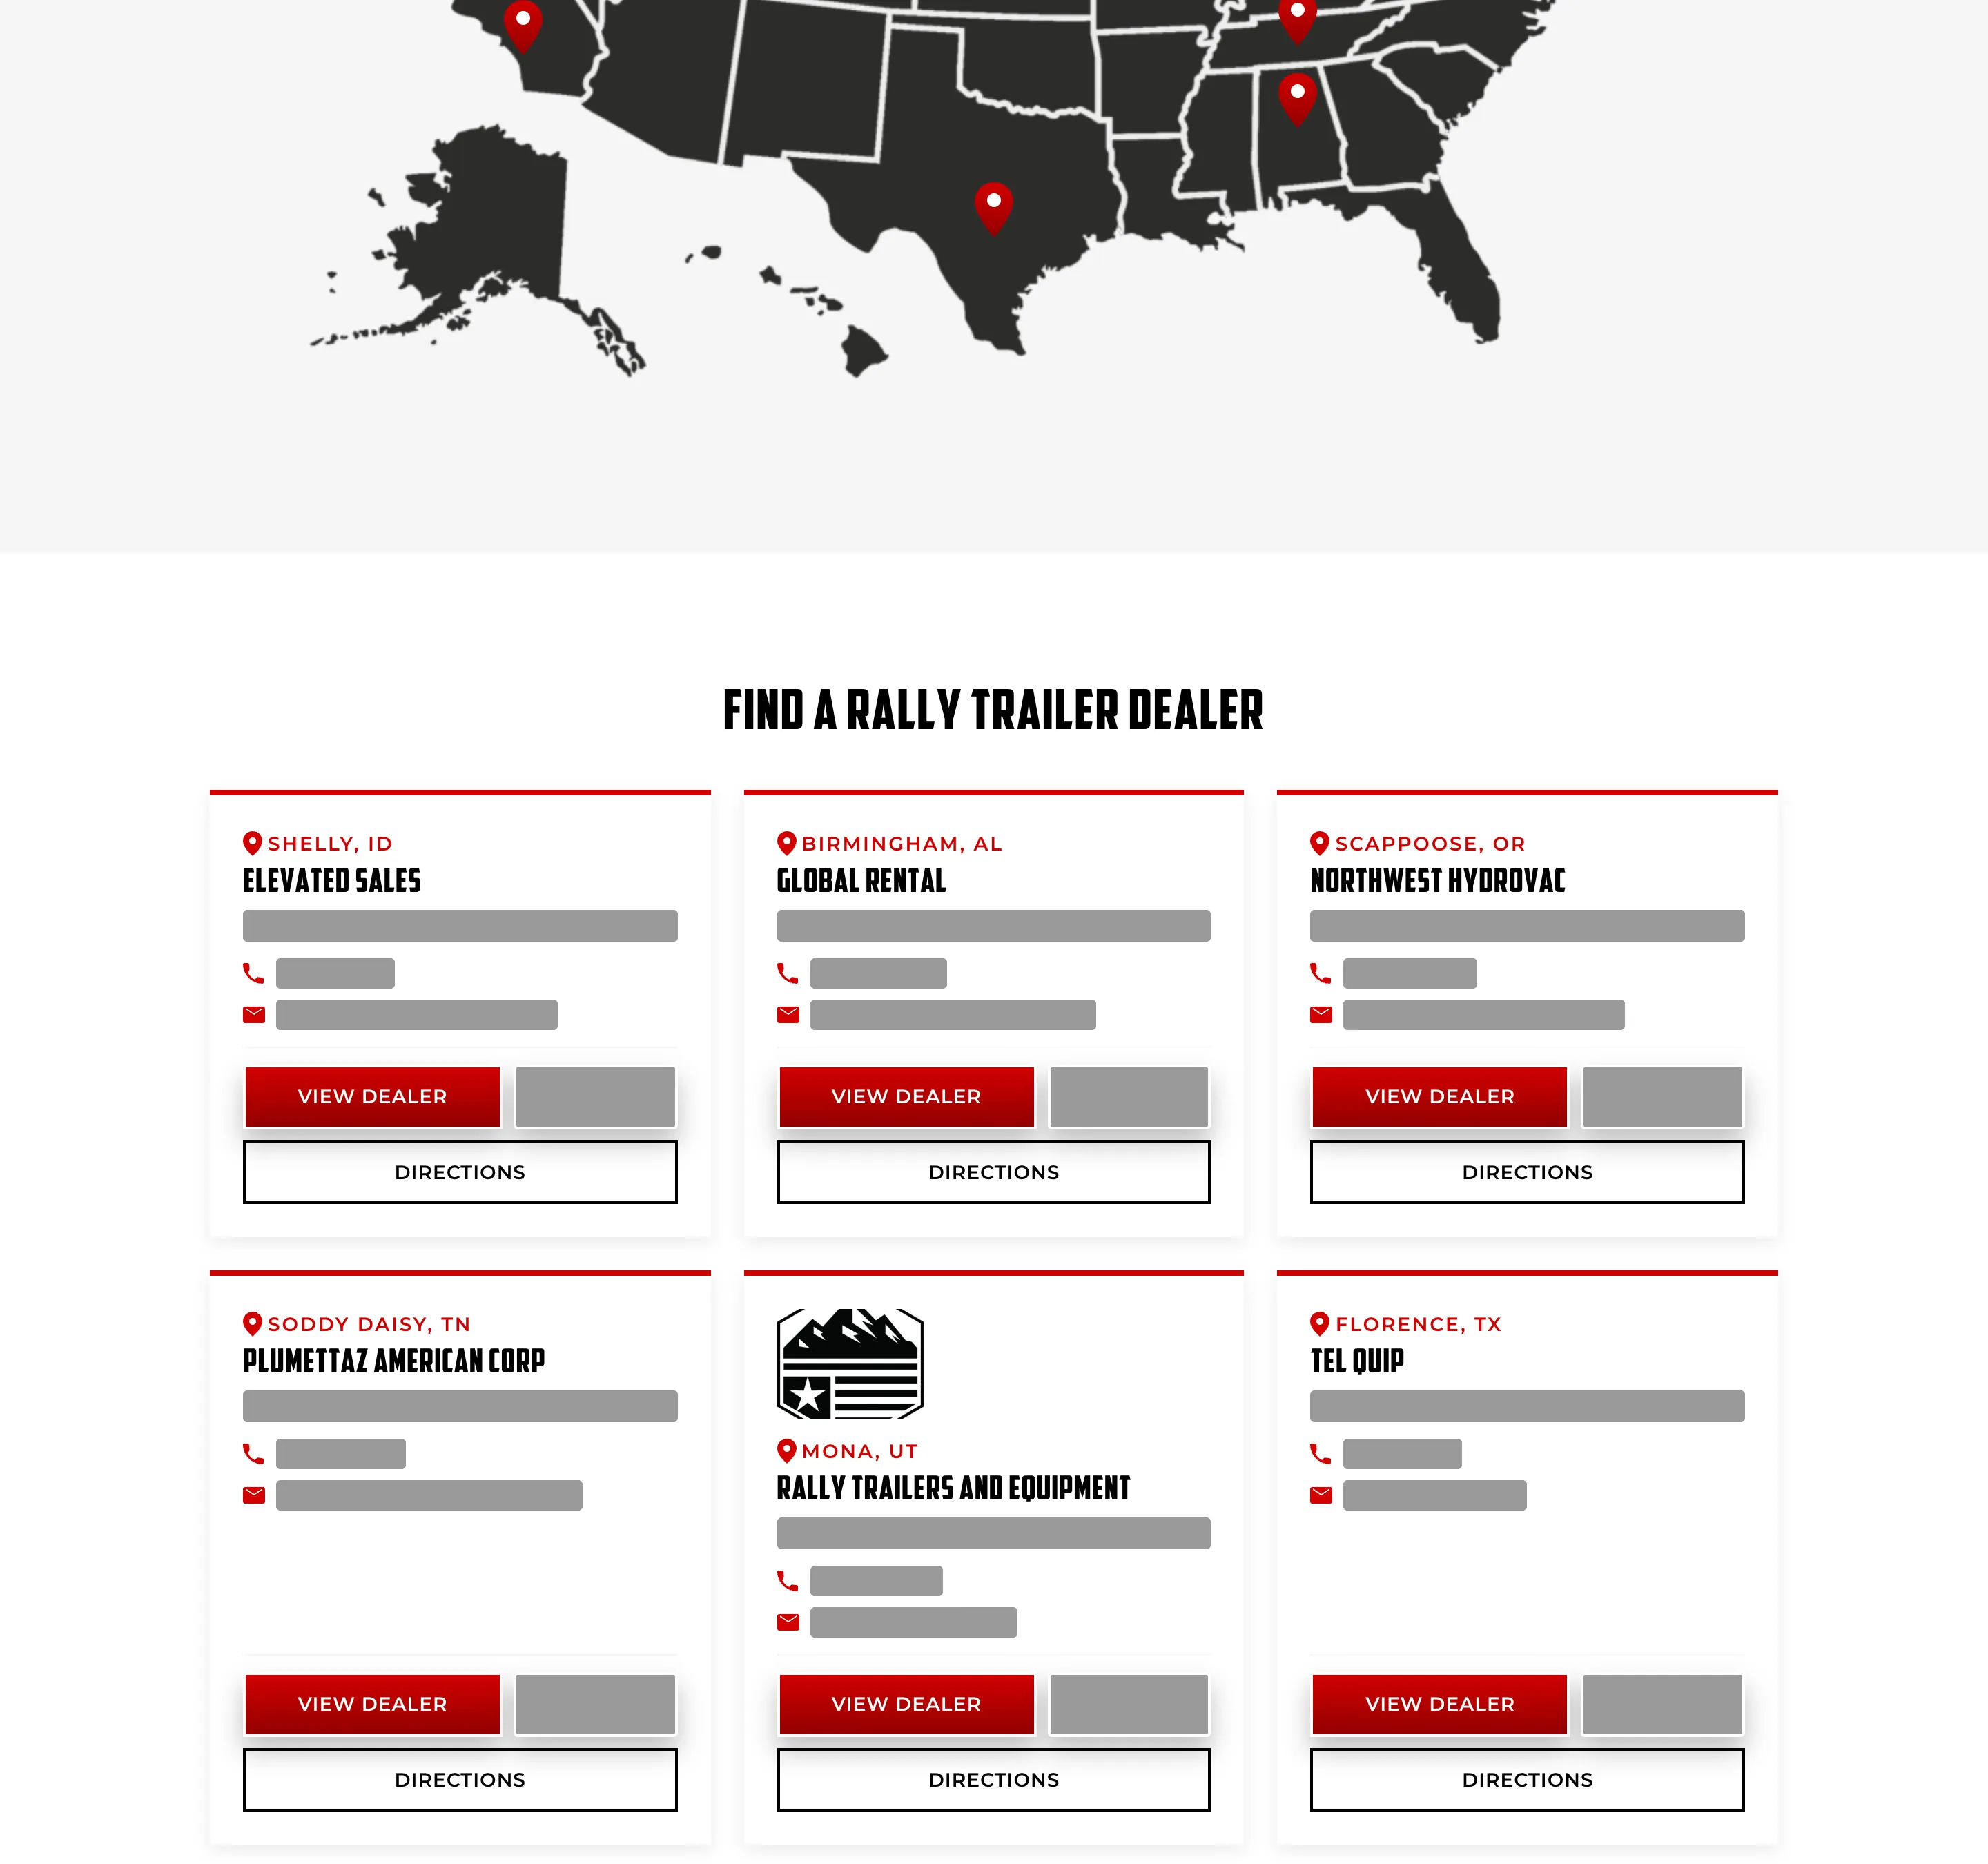 FIND A RALLY TRAILER DEALER
SHELLY, ID
ELEVATED SALES
VIEW DEALER
DIRECTIONS
BIRMINGHAM, AL
GLOBAL RENTAL
VIEW DEALER
DIRECTIONS
SCAPPOOSE, OR
NORTHWEST HYDROVAC
VIEW DEALER
DIRECTIONS
SODDY DAISY, TN
PLUMETTAZ AMERICAN CORP
VIEW DEALER
DIRECTIONS
MONA, UT
RALLY TRAILERS AND EQUIPMENT
VIEW DEALER
DIRECTIONS
FLORENCE, TX
TEL QUIP
VIEW DEALER
DIRECTIONS